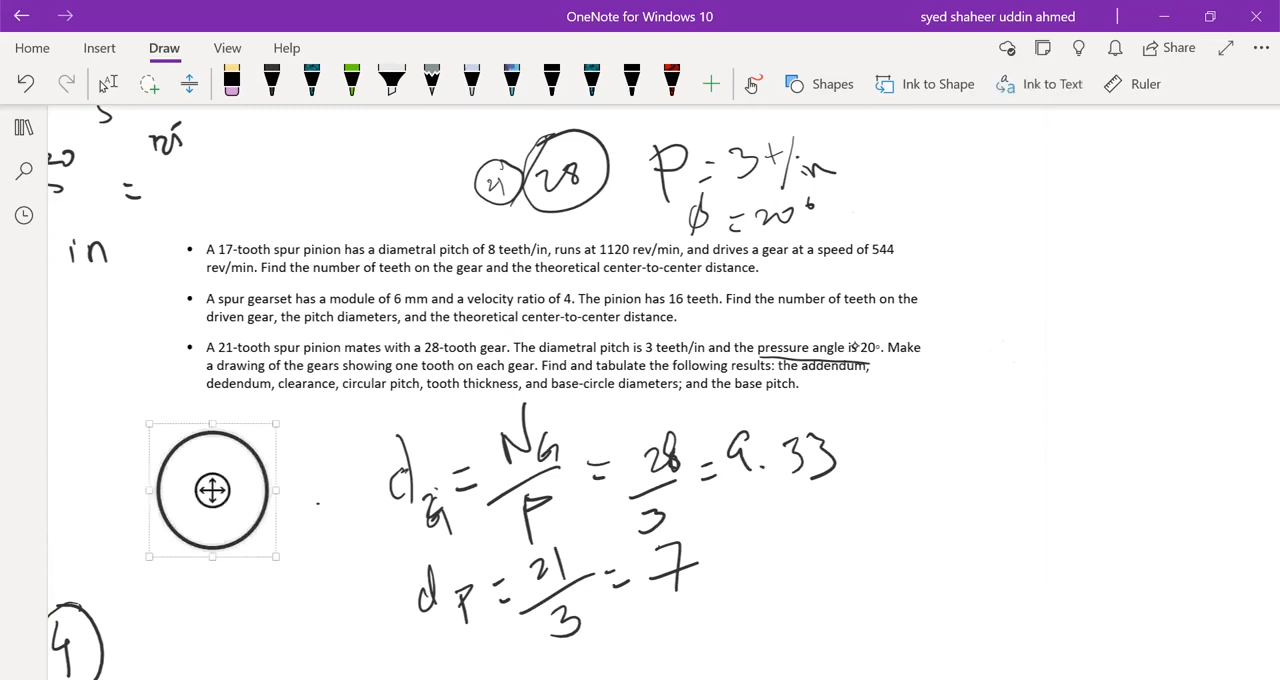 OneNote for Windows 10
syed shaheer uddin ahmed
Home Insert Draw View Help
Share
Shapes Ink to Shape Ink to Text Ruler
in
21 28 P = 3 t/in
φ = 20°
• A 17-tooth spur pinion has a diametral pitch of 8 teeth/in, runs at 1120 rev/min, and drives a gear at a speed of 544
rev/min. Find the number of teeth on the gear and the theoretical center-to-center distance.
• A spur gearset has a module of 6 mm and a velocity ratio of 4. The pinion has 16 teeth. Find the number of teeth on the
driven gear, the pitch diameters, and the theoretical center-to-center distance.
• A 21-tooth spur pinion mates with a 28-tooth gear. The diametral pitch is 3 teeth/in and the pressure angle is 20◦. Make
a drawing of the gears showing one tooth on each gear. Find and tabulate the following results: the addendum,
dedendum, clearance, circular pitch, tooth thickness, and base-circle diameters; and the base pitch.
dG = NG/P = 28/3 = 9.33
dP = 21/3 = 7
4